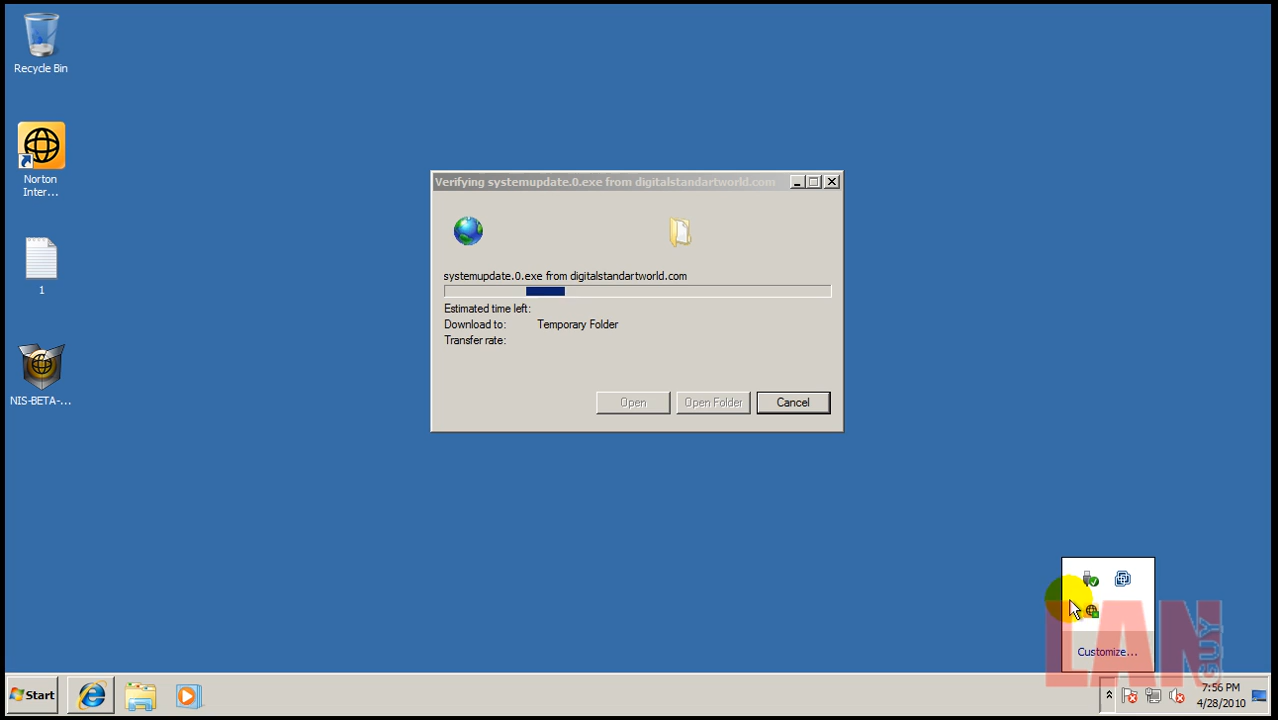 Recycle Bin
Norton
Inter...
1
NIS-BETA-...
Verifying systemupdate.0.exe from digitalstandartworld.com
systemupdate.0.exe from digitalstandartworld.com
Estimated time left:
Download to: Temporary Folder
Transfer rate:
Open Open Folder Cancel
Customize...
LAN GUY
Start
7:56 PM
4/28/2010